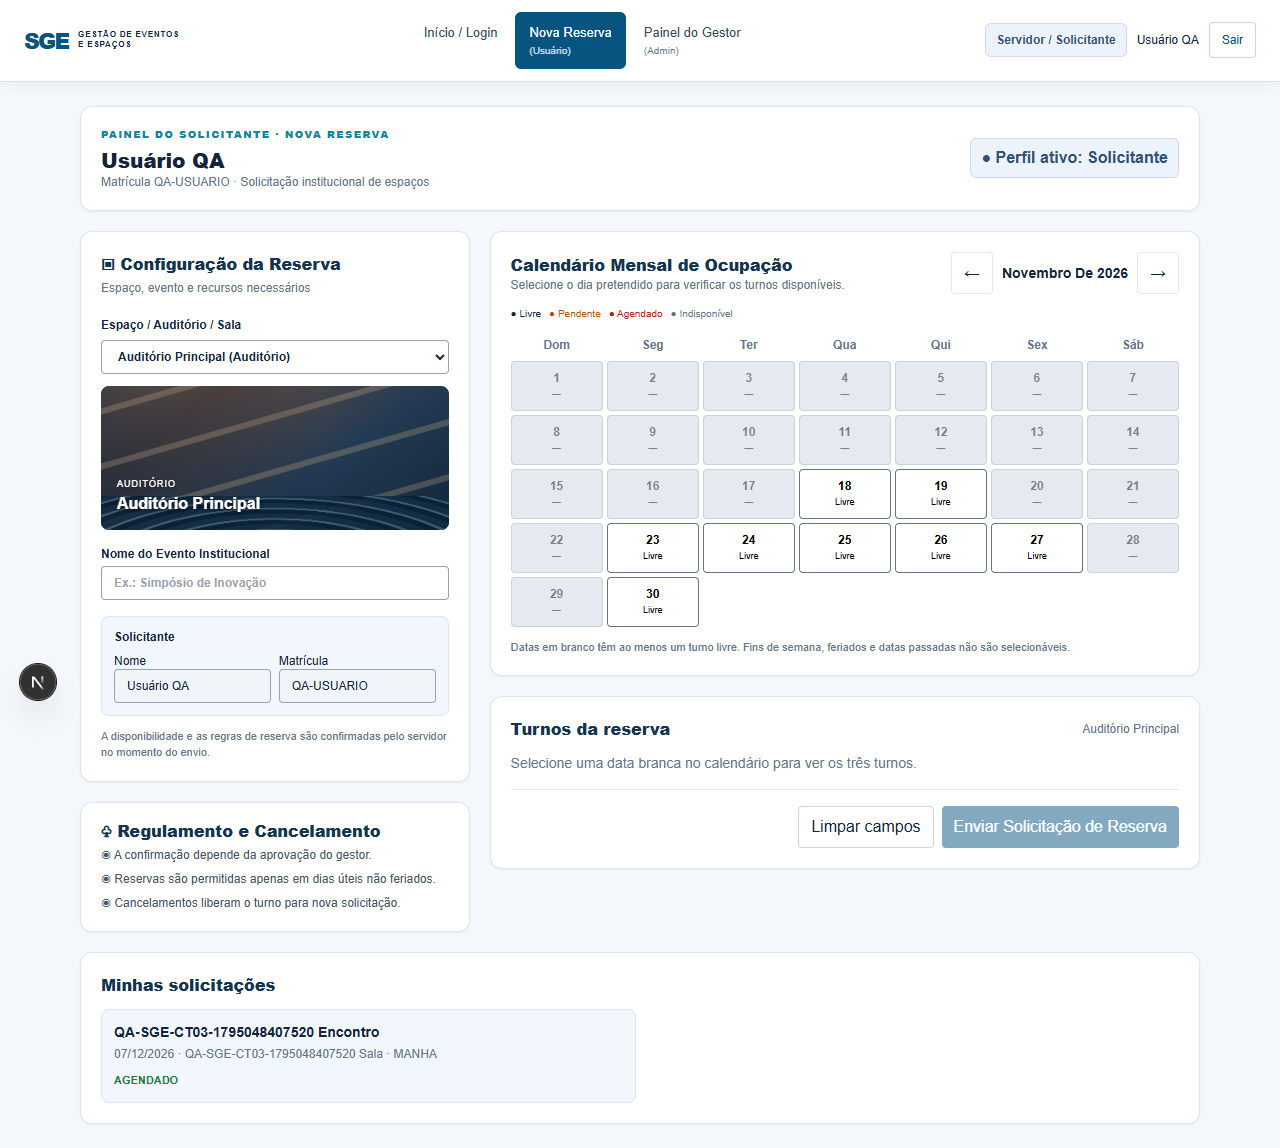 SGE GESTÃO DE EVENTOS
E ESPAÇOS
Início / Login
Nova Reserva
(Usuário)
Painel do Gestor
(Admin)
Servidor / Solicitante
Usuário QA
Sair
PAINEL DO SOLICITANTE · NOVA RESERVA
Usuário QA
Matrícula QA-USUARIO · Solicitação institucional de espaços
● Perfil ativo: Solicitante
▣ Configuração da Reserva
Espaço, evento e recursos necessários
Espaço / Auditório / Sala
Auditório Principal (Auditório)
AUDITÓRIO
Auditório Principal
Nome do Evento Institucional
Ex.: Simpósio de Inovação
Solicitante
Nome Matrícula
Usuário QA QA-USUARIO
A disponibilidade e as regras de reserva são confirmadas pelo servidor
no momento do envio.
♧ Regulamento e Cancelamento
◉ A confirmação depende da aprovação do gestor.
◉ Reservas são permitidas apenas em dias úteis não feriados.
◉ Cancelamentos liberam o turno para nova solicitação.
Calendário Mensal de Ocupação
Selecione o dia pretendido para verificar os turnos disponíveis.
← Novembro De 2026 →
● Livre ● Pendente ● Agendado ● Indisponível
Dom Seg Ter Qua Qui Sex Sáb
1 2 3 4 5 6 7
— — — — — — —
8 9 10 11 12 13 14
— — — — — — —
15 16 17 18 19 20 21
— — — Livre Livre — —
22 23 24 25 26 27 28
— Livre Livre Livre Livre Livre —
29 30
— Livre
Datas em branco têm ao menos um turno livre. Fins de semana, feriados e datas passadas não são selecionáveis.
Turnos da reserva
Auditório Principal
Selecione uma data branca no calendário para ver os três turnos.
Limpar campos
Enviar Solicitação de Reserva
Minhas solicitações
QA-SGE-CT03-1795048407520 Encontro
07/12/2026 · QA-SGE-CT03-1795048407520 Sala · MANHA
AGENDADO
N